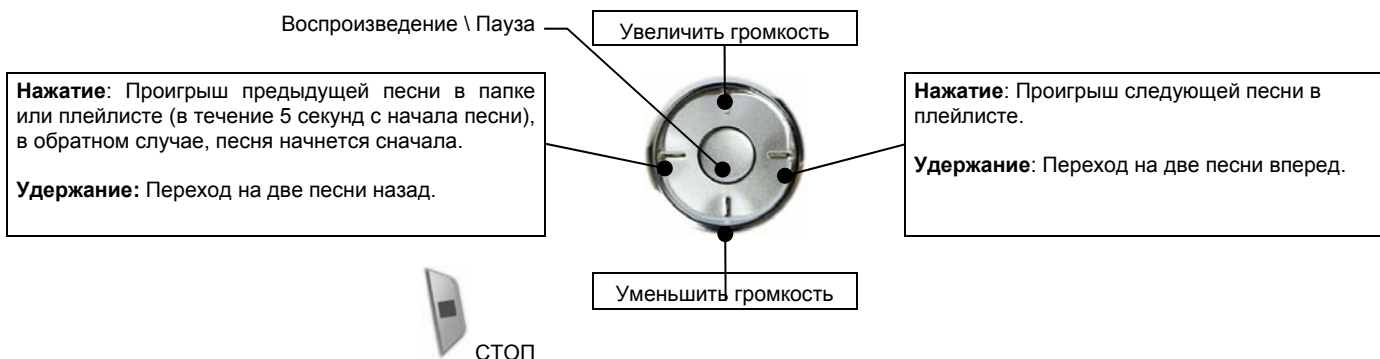 Воспроизведение \ Пауза
Увеличить громкость
Нажатие: Проигрыш предыдущей песни в папке
или плейлисте (в течение 5 секунд с начала песни),
в обратном случае, песня начнется сначала.
Удержание: Переход на две песни назад.
Нажатие: Проигрыш следующей песни в
плейлисте.
Удержание: Переход на две песни вперед.
Уменьшить громкость
СТОП